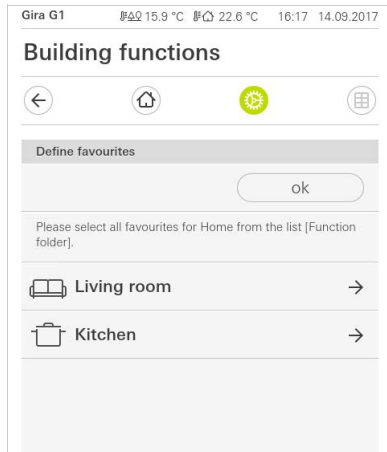 Gira G1 15.9 °C 22.6 °C 16:17 14.09.2017
Building functions
Define favourites
ok
Please select all favourites for Home from the list [Function
folder].
Living room
Kitchen